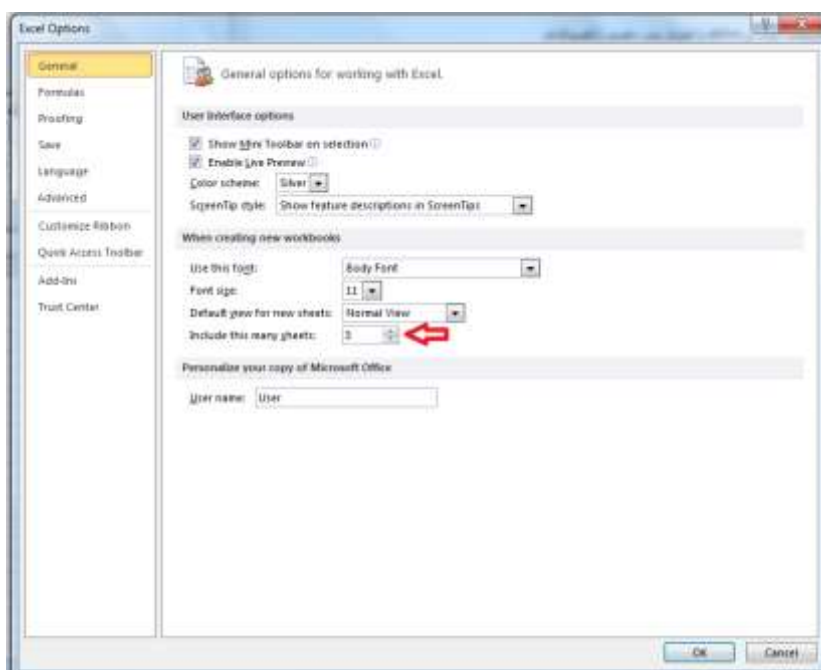 Excel Options
General
Formulas
Proofing
Save
Language
Advanced
Customize Ribbon
Quick Access Toolbar
Add-Ins
Trust Center
General options for working with Excel.
User Interface options
Show Mini Toolbar on selection
Enable Live Preview
Color scheme: Silver
ScreenTip style: Show feature descriptions in ScreenTips
When creating new workbooks
Use this font: Body Font
Font size: 11
Default view for new sheets: Normal View
Include this many sheets: 3
Personalize your copy of Microsoft Office
User name: User
OK Cancel